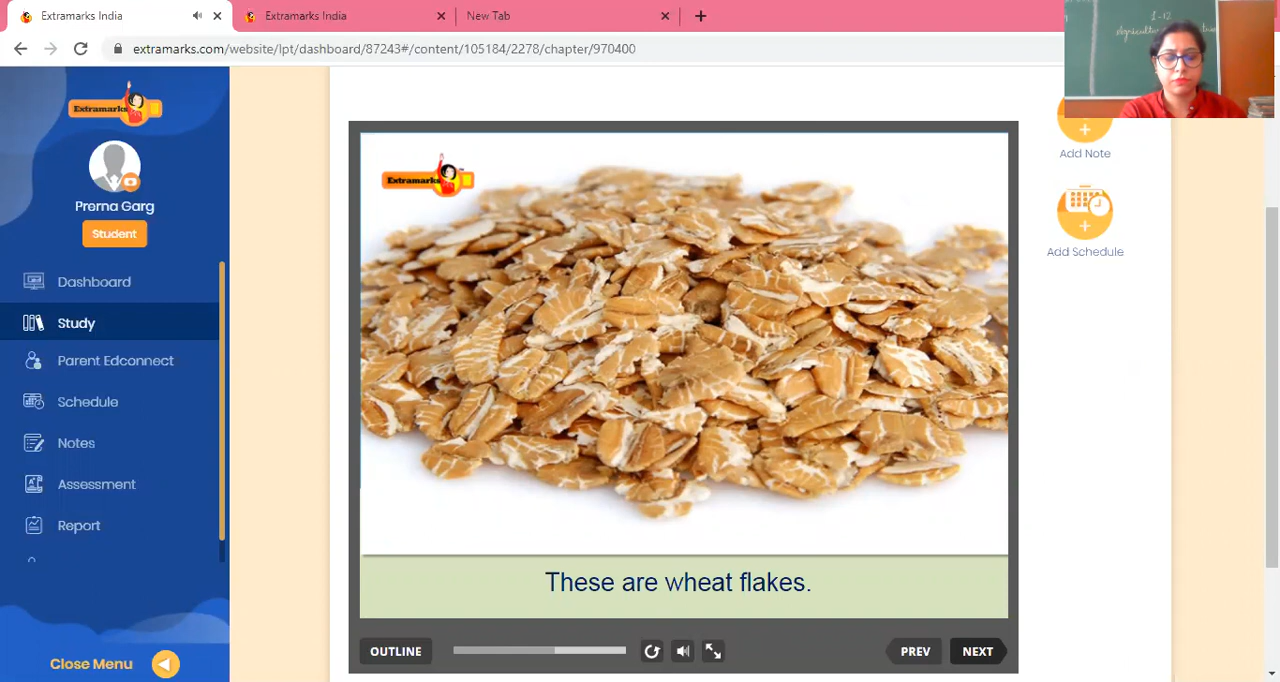 Extramarks India
Extramarks India
New Tab
extramarks.com/website/lpt/dashboard/87243#/content/105184/2278/chapter/970400
L-12
Extramarks
Prerna Garg
Student
Dashboard
Study
Parent Edconnect
Schedule
Notes
Assessment
Report
Close Menu
Extramarks
Add Note
Add Schedule
These are wheat flakes.
OUTLINE
PREV
NEXT